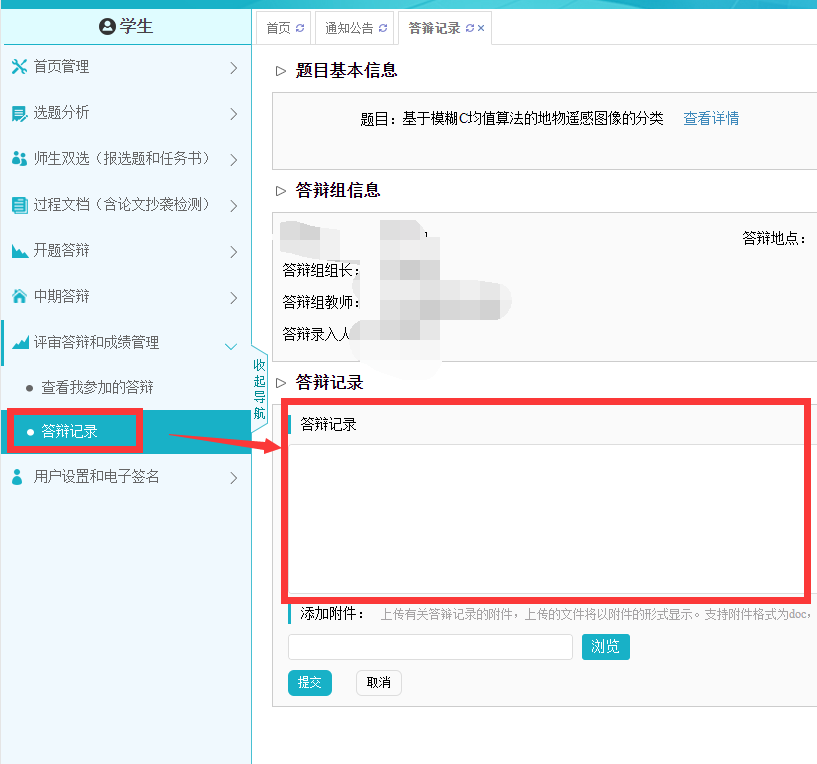 学生
首页管理
选题分析
师生双选（报选题和任务书）
过程文档（含论文抄袭检测）
开题答辩
中期答辩
评审答辩和成绩管理
查看我参加的答辩
答辩记录
用户设置和电子签名
收起导航
首页 通知公告 答辩记录
题目基本信息
题目：基于模糊C均值算法的地物遥感图像的分类 查看详情
答辩组信息
答辩地点：
答辩组组长：
答辩组教师：
答辩录入人
答辩记录
答辩记录
添加附件： 上传有关答辩记录的附件，上传的文件将以附件的形式显示。支持附件格式为doc，
浏览
提交 取消